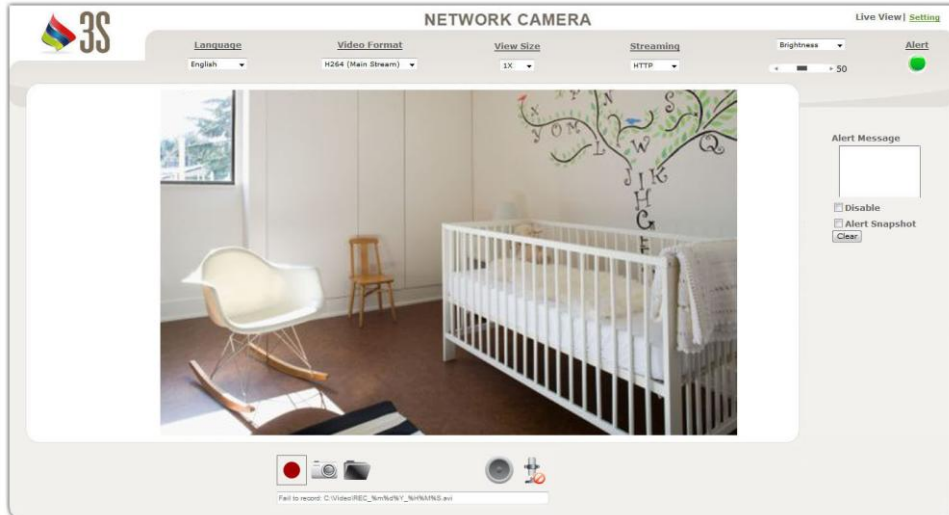 3S
NETWORK CAMERA
Live View| Setting
Language
Video Format
View Size
Streaming
Brightness
Alert
English
H264 (Main Stream)
1X
HTTP
- + 50
Alert Message
Disable
Alert Snapshot
Clear
X
Y
N
S
V
O
M
L
W
Q
J I K
H
G
F
Fail to record: C:\Video\REC_%m%d%Y_%H%M%S.avi